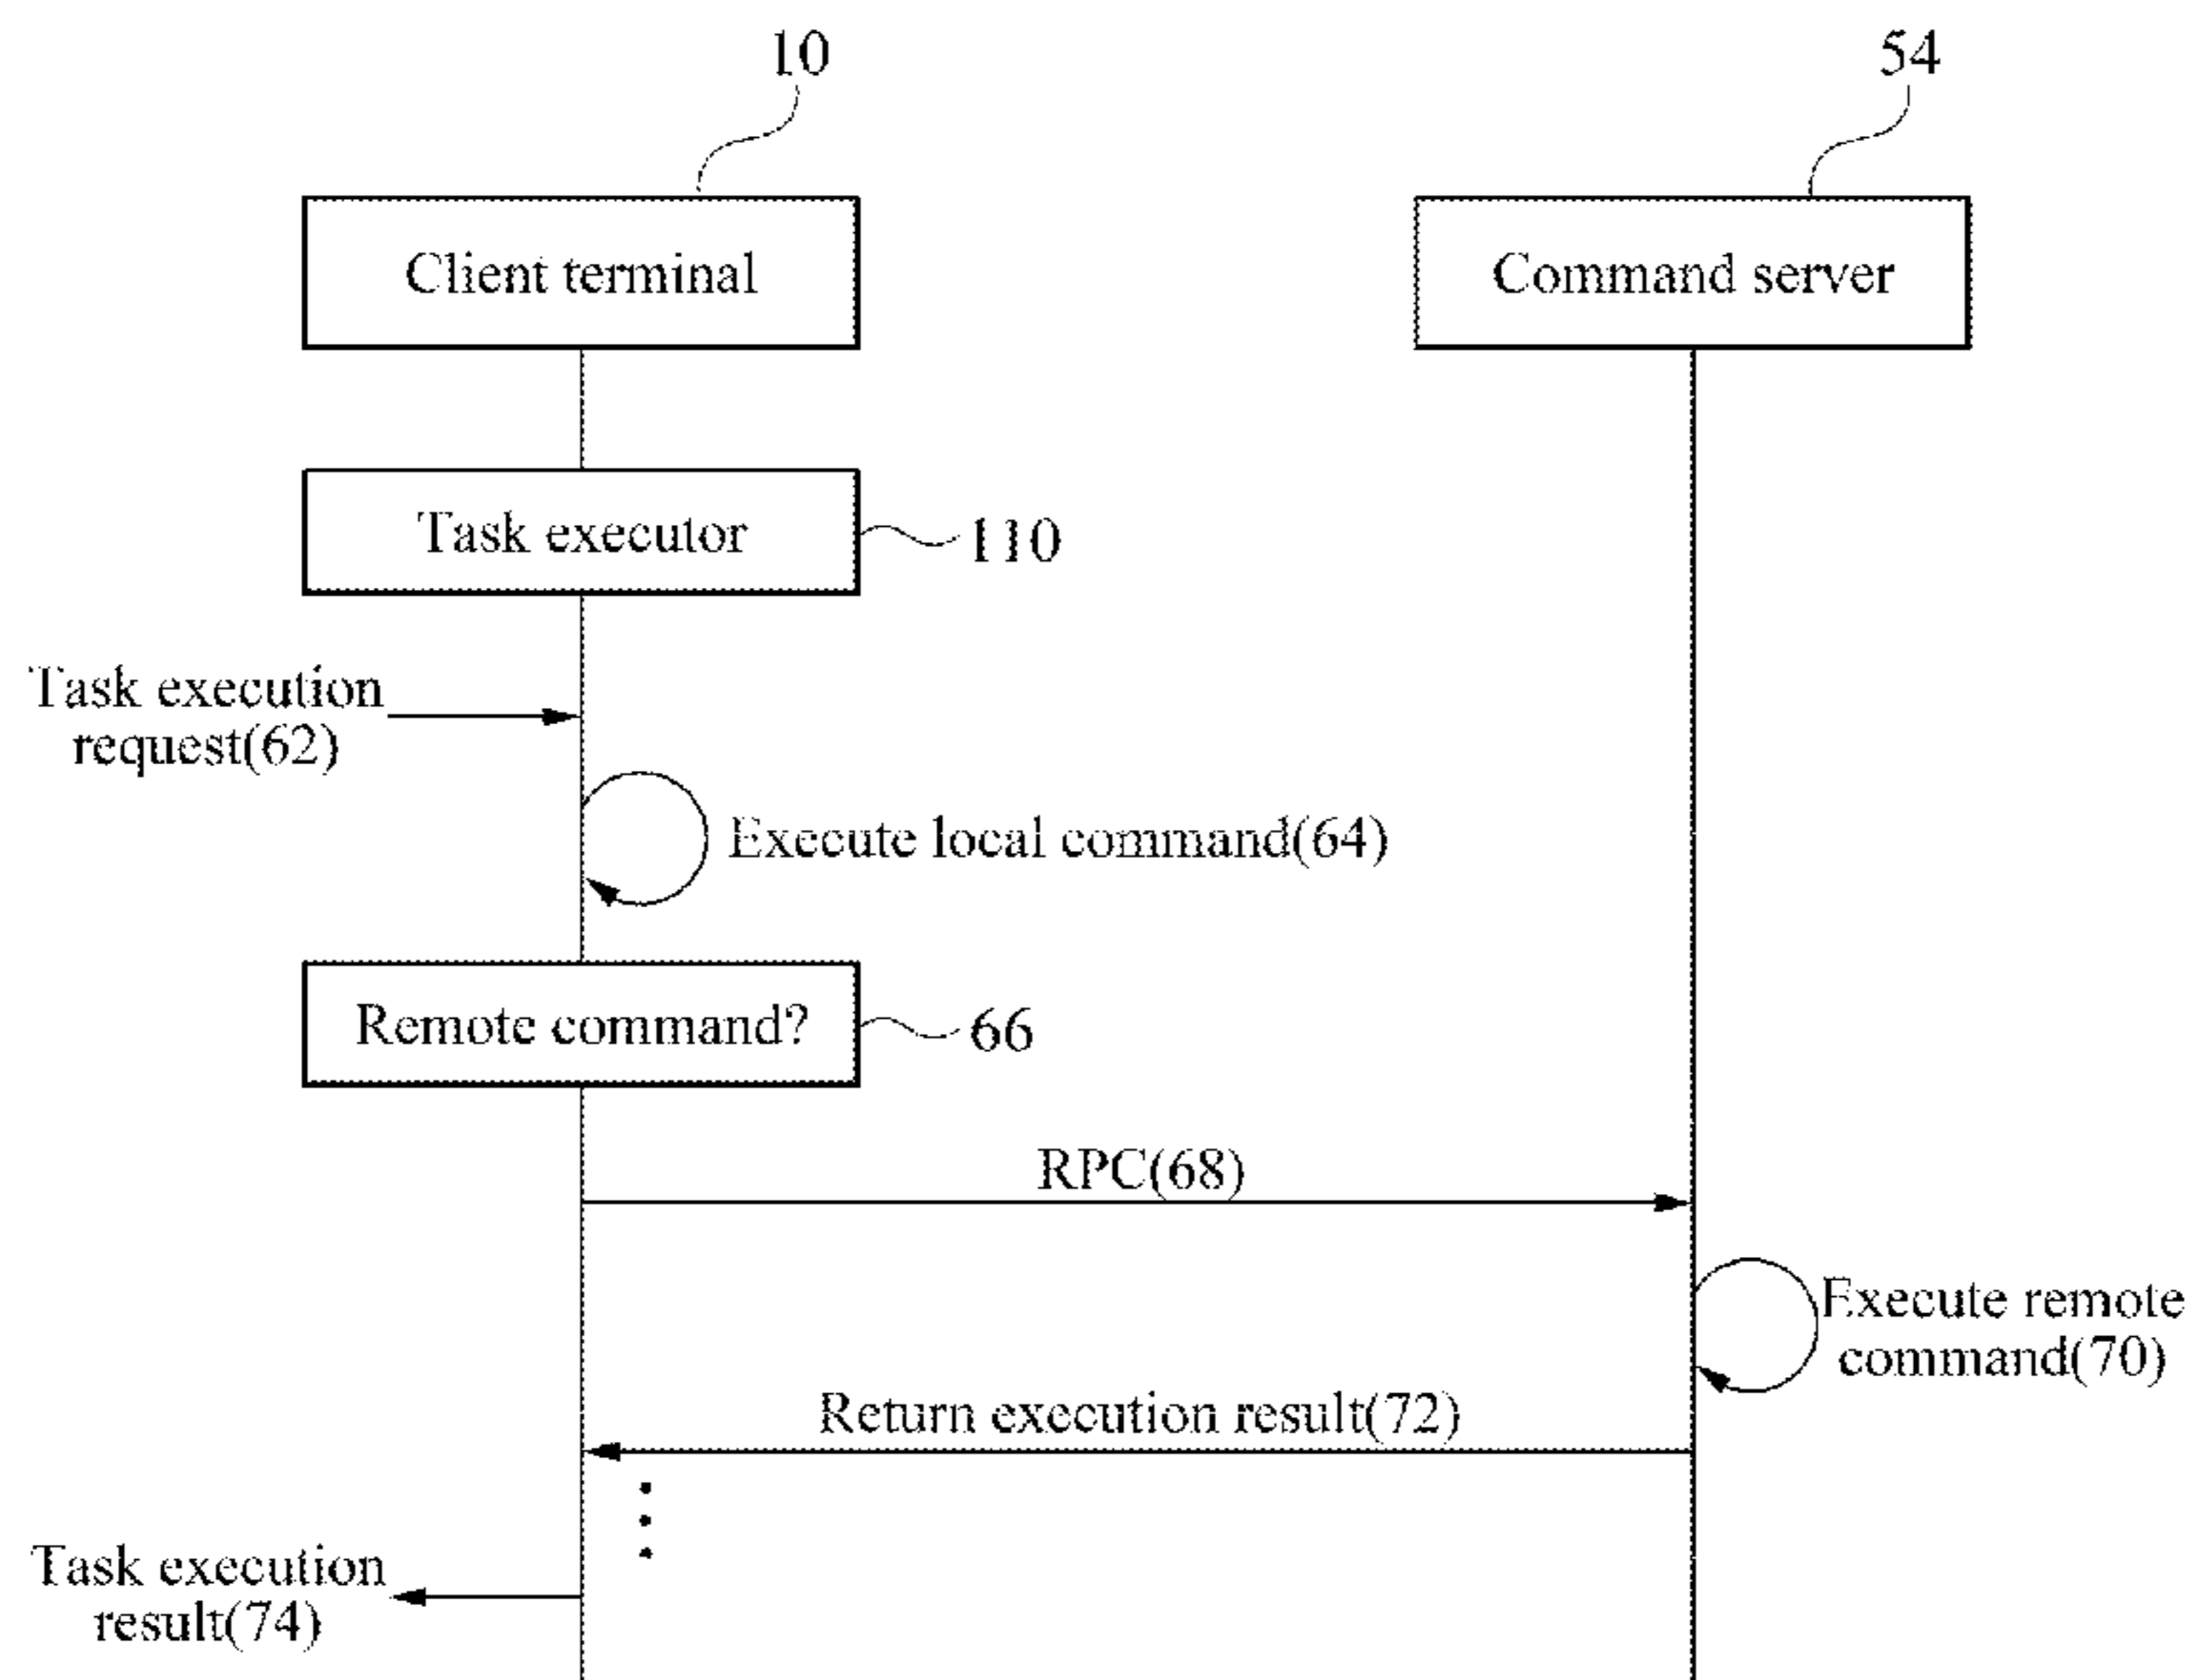 10
54
Client terminal
Command server
Task executor
110
Task execution
request(62)
Execute local command(64)
Remote command?
66
RPC(68)
Execute remote
command(70)
Return execution result(72)
Task execution
result(74)